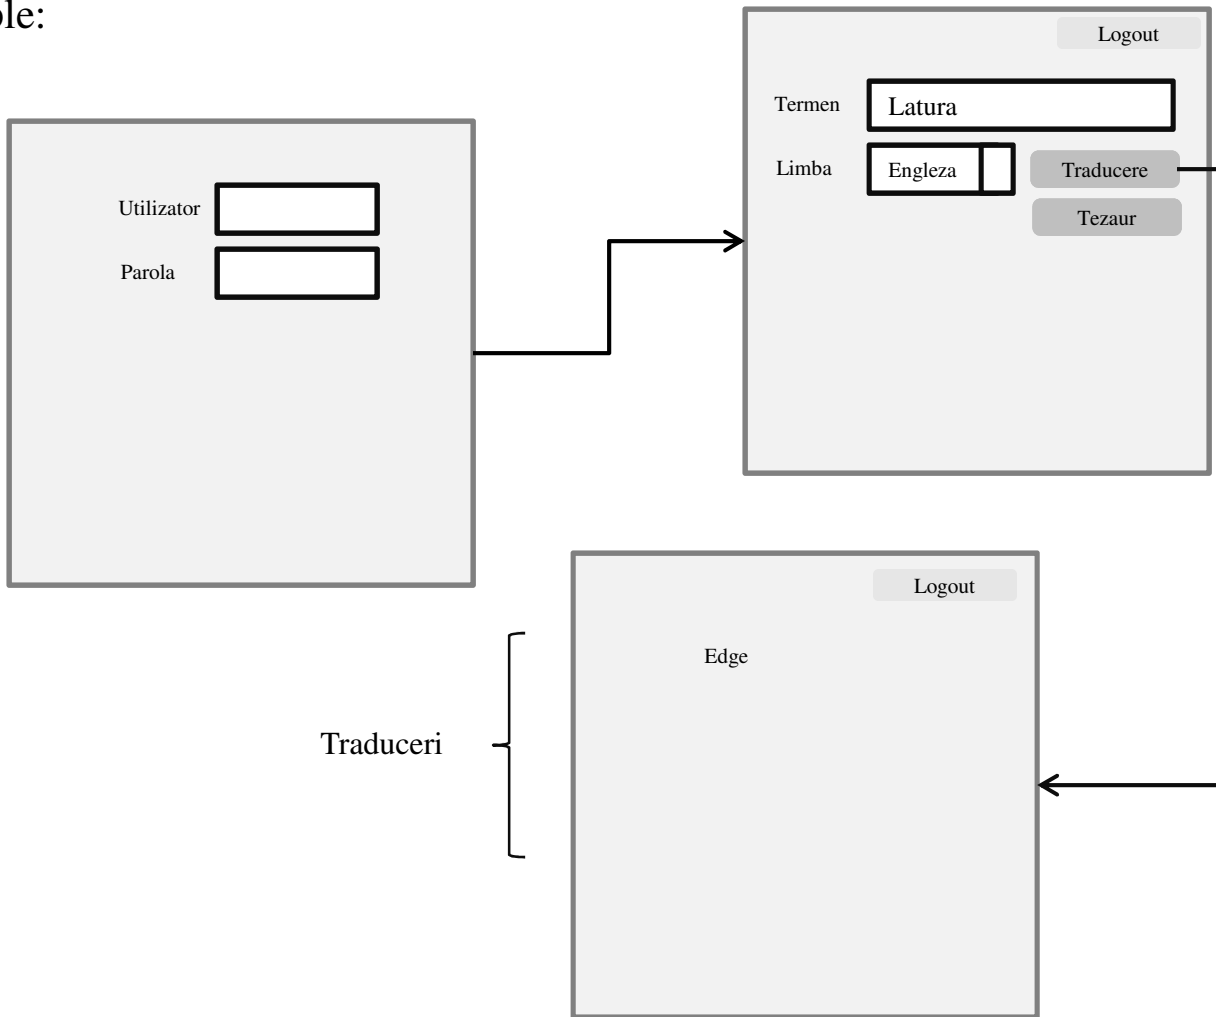 ple:
Logout
Termen
Latura
Limba
Engleza
Traducere
Tezaur
Utilizator
Parola
Logout
Edge
Traduceri